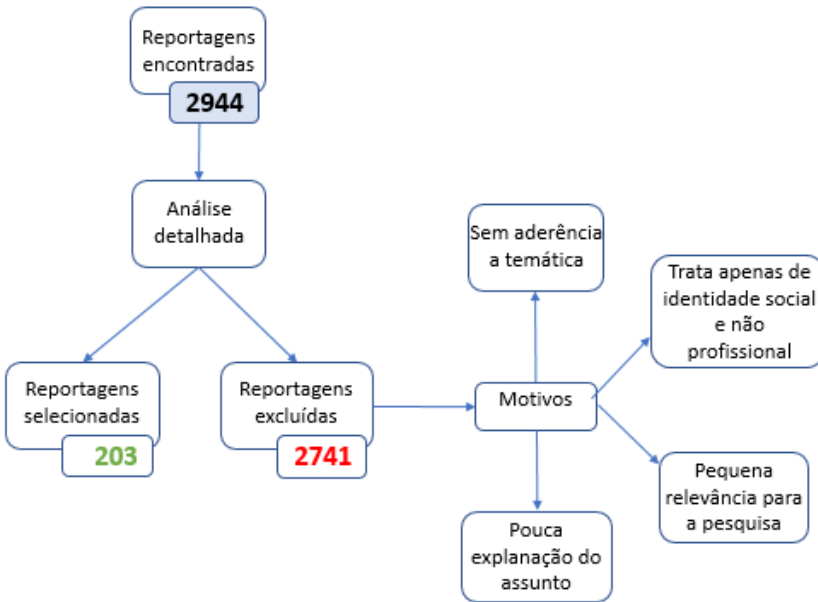 Reportagens
encontradas
2944
Análise
detalhada
Reportagens
selecionadas
203
Reportagens
excluídas
2741
Motivos
Sem aderência
a temática
Trata apenas de
identidade social
e não
profissional
Pequena
relevância para
a pesquisa
Pouca
explanação do
assunto